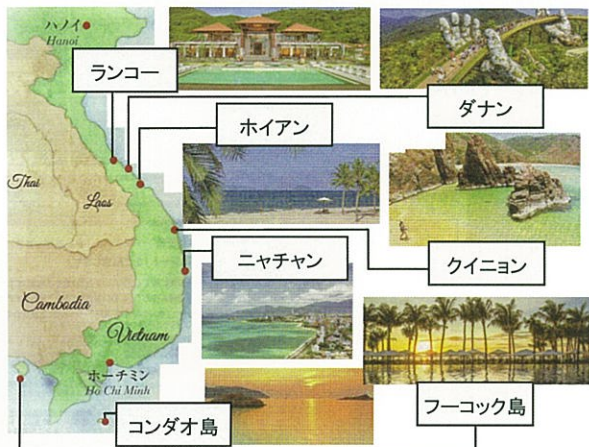 ハノイ
Hanoi
ランコー
ダナン
ホイアン
Thai
Laos
ニャチャン
クイニョン
Cambodia
Vietnam
ホーチミン
Ho Chi Minh
フーコック島
コンダオ島